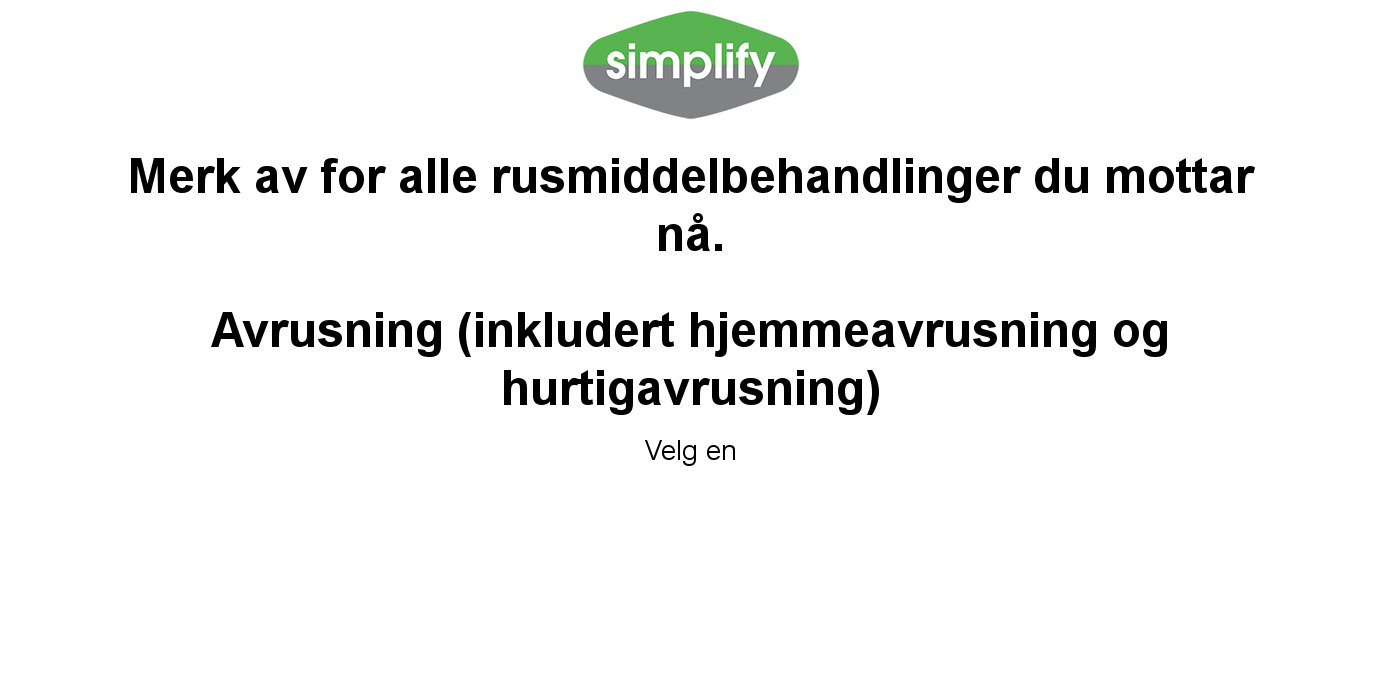 simplify
Merk av for alle rusmiddelbehandlinger du mottar
nå.
Avrusning (inkludert hjemmeavrusning og
hurtigavrusning)
Velg en